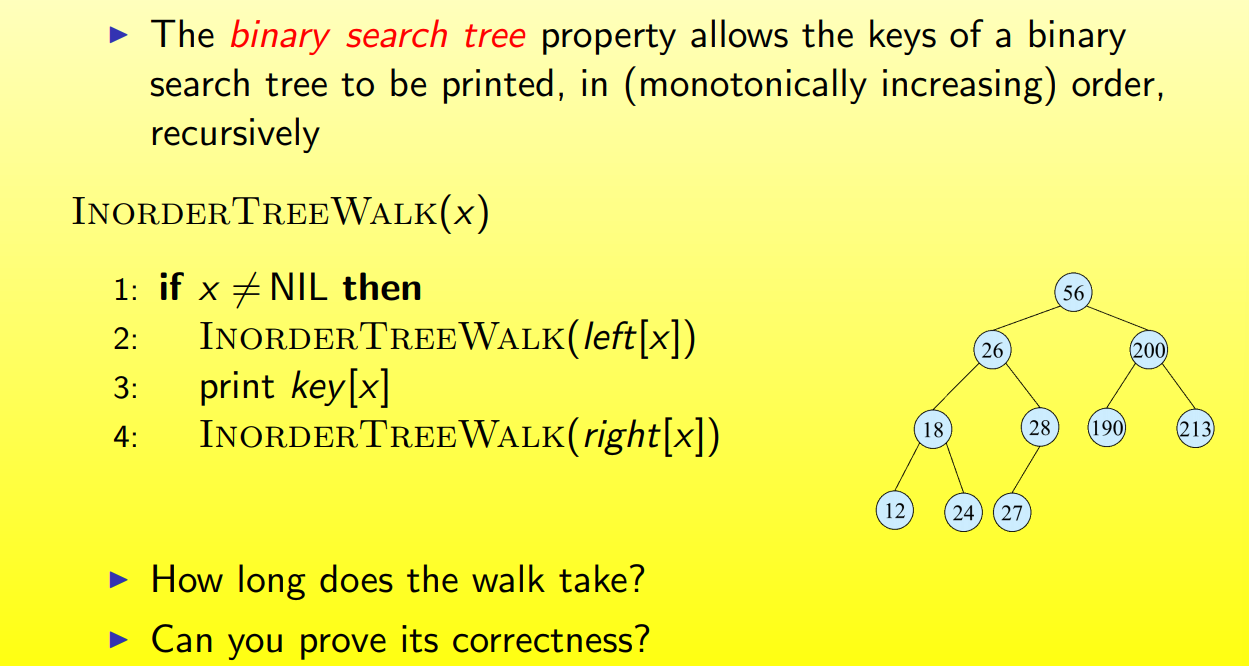 ▶ The binary search tree property allows the keys of a binary
search tree to be printed, in (monotonically increasing) order,
recursively
INORDERTREEWALK(x)
1: if x ≠ NIL then
2: INORDERTREEWALK(left[x])
3: print key[x]
4: INORDERTREEWALK(right[x])
56
26 200
18 28 190 213
12 24 27
▶ How long does the walk take?
▶ Can you prove its correctness?